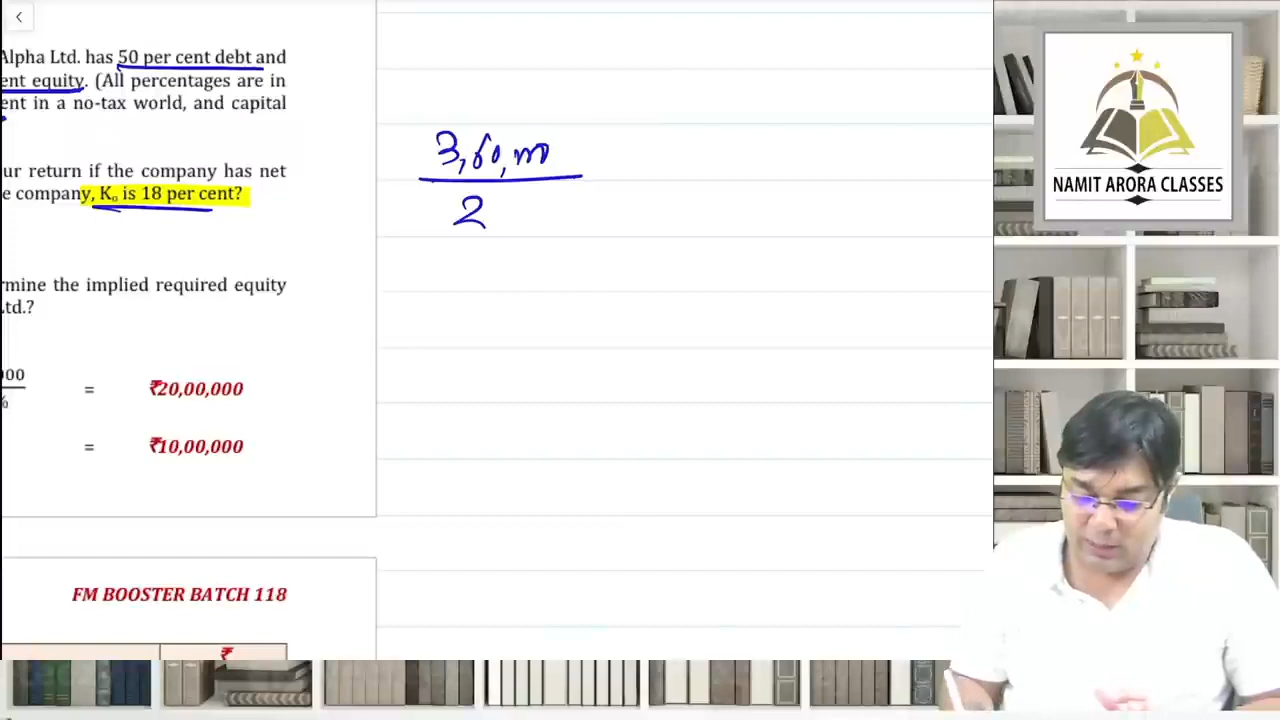 Alpha Ltd. has 50 per cent debt and
ent equity. (All percentages are in
ent in a no-tax world, and capital
ur return if the company has net
e company, Kₒ is 18 per cent?
rmine the implied required equity
td.?
000
%
= ₹20,00,000
= ₹10,00,000
FM BOOSTER BATCH 118
₹
3,60,000
2
NAMIT ARORA CLASSES